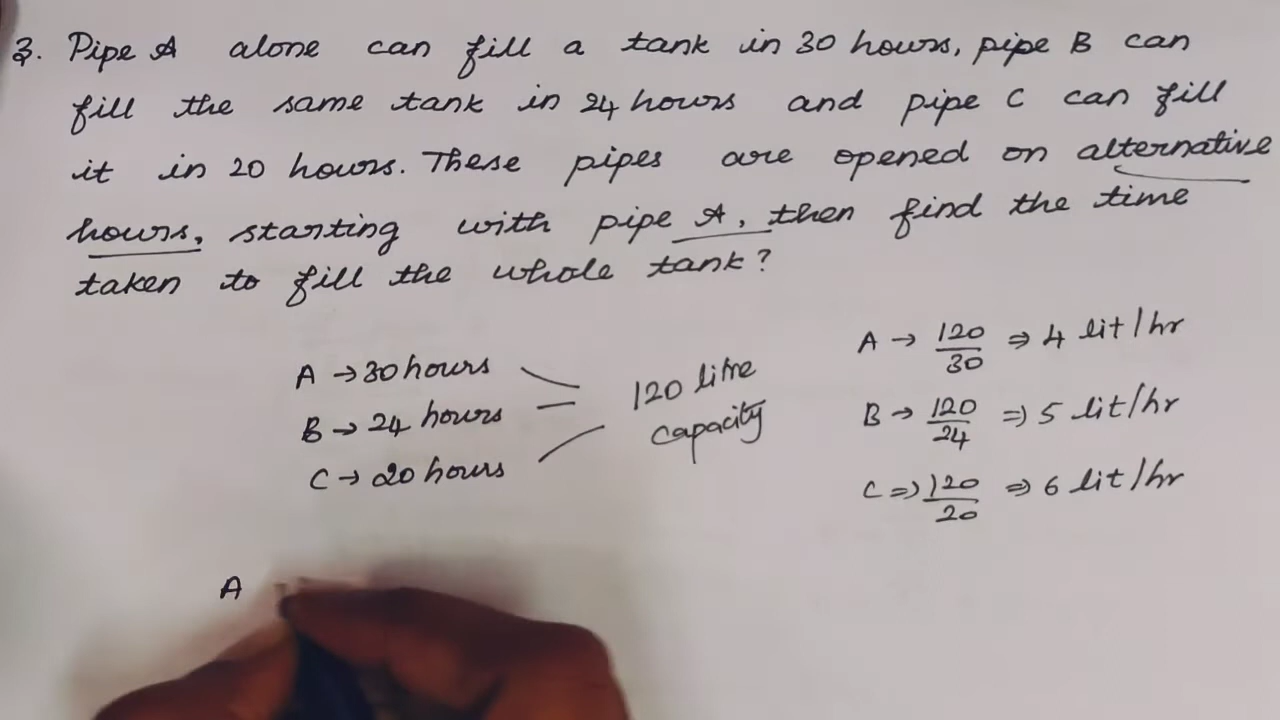 3. Pipe A alone can fill a tank in 30 hours, pipe B can
fill the same tank in 24 hours and pipe C can fill
it in 20 hours. These pipes are opened on alternative
hours, starting with pipe A, then find the time
taken to fill the whole tank?
A → 30 hours
B → 24 hours
C → 20 hours
120 litre
capacity
A → 120/30 ⇒ 4 lit/hr
B → 120/24 ⇒ 5 lit/hr
C ⇒ 120/20 ⇒ 6 lit/hr
A